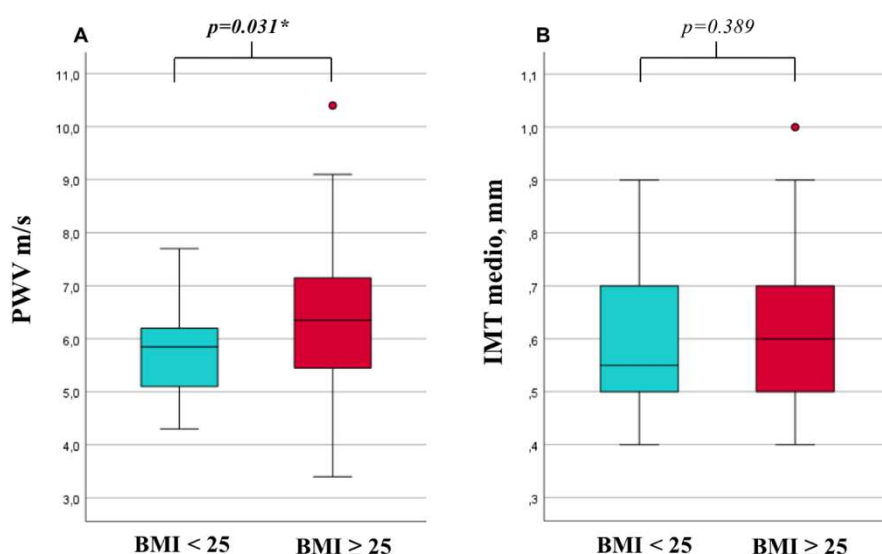 A
p=0.031*
PWV m/s
11,0
10,0
9,0
8,0
7,0
6,0
5,0
4,0
3,0
BMI < 25
BMI > 25
B
p=0.389
IMT medio, mm
1,1
1,0
,9
,8
,7
,6
,5
,4
,3
BMI < 25
BMI > 25